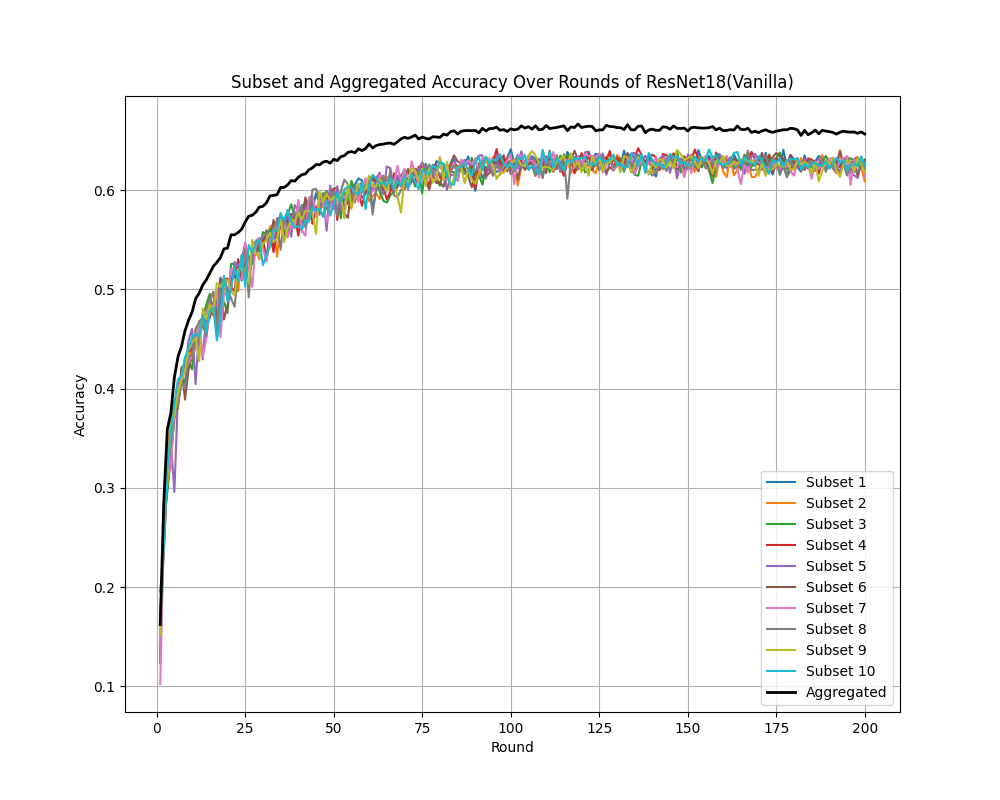 Subset and Aggregated Accuracy Over Rounds of ResNet18(Vanilla)
Accuracy
0.6
0.5
0.4
0.3
0.2
0.1
Subset 1
Subset 2
Subset 3
Subset 4
Subset 5
Subset 6
Subset 7
Subset 8
Subset 9
Subset 10
Aggregated
0 25 50 75 100 125 150 175 200
Round